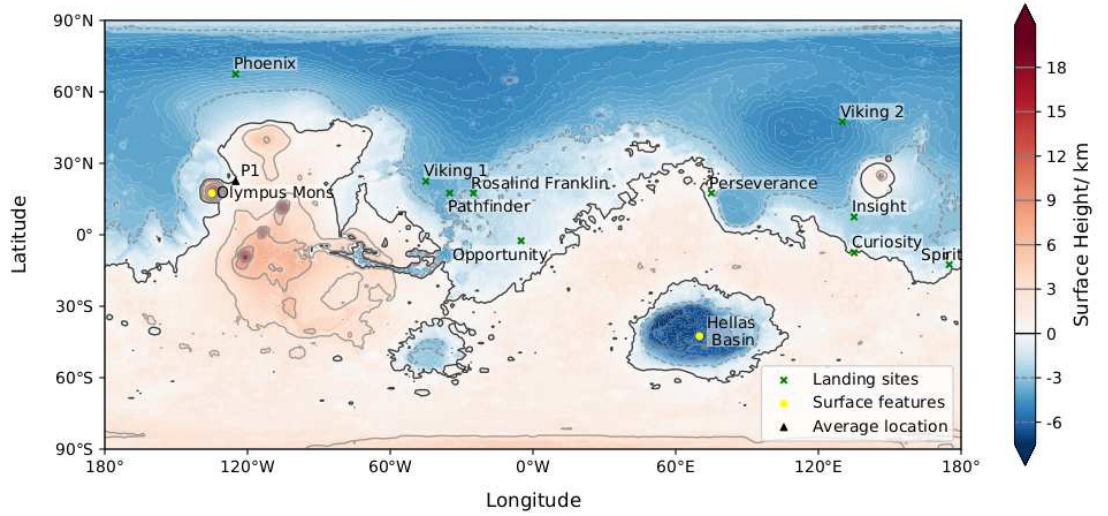 90°N
60°N
30°N
0°
30°S
60°S
90°S
Latitude
Phoenix
Viking 2
P1
Olympus Mons
Viking 1
Rosalind Franklin
Pathfinder
Perseverance
Insight
Opportunity
Curiosity
Spirit
Hellas
Basin
Landing sites
Surface features
Average location
180°
120°W
60°W
0°W
60°E
120°E
180°
Longitude
18
15
12
9
6
3
0
-3
-6
Surface Height/ km